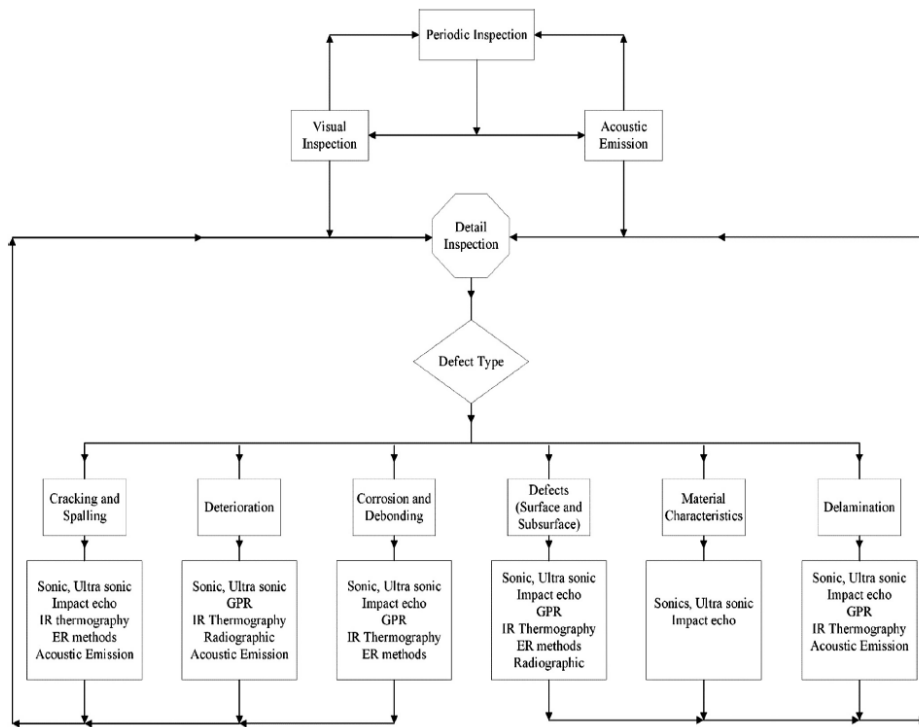 Periodic Inspection
Visual
Inspection
Acoustic
Emission
Detail
Inspection
Defect Type
Cracking and
Spalling
Deterioration
Corrosion and
Debonding
Defects
(Surface and
Subsurface)
Material
Characteristics
Delamination
Sonic, Ultra sonic
Impact echo
IR thermography
ER methods
Acoustic Emission
Sonic, Ultra sonic
GPR
IR Thermography
Radiographic
Acoustic Emission
Sonic, Ultra sonic
Impact echo
GPR
IR Thermography
ER methods
Sonic, Ultra sonic
Impact echo
GPR
IR Thermography
ER methods
Radiographic
Sonics, Ultra sonic
Impact echo
Sonic, Ultra sonic
Impact echo
GPR
IR Thermography
Acoustic Emission